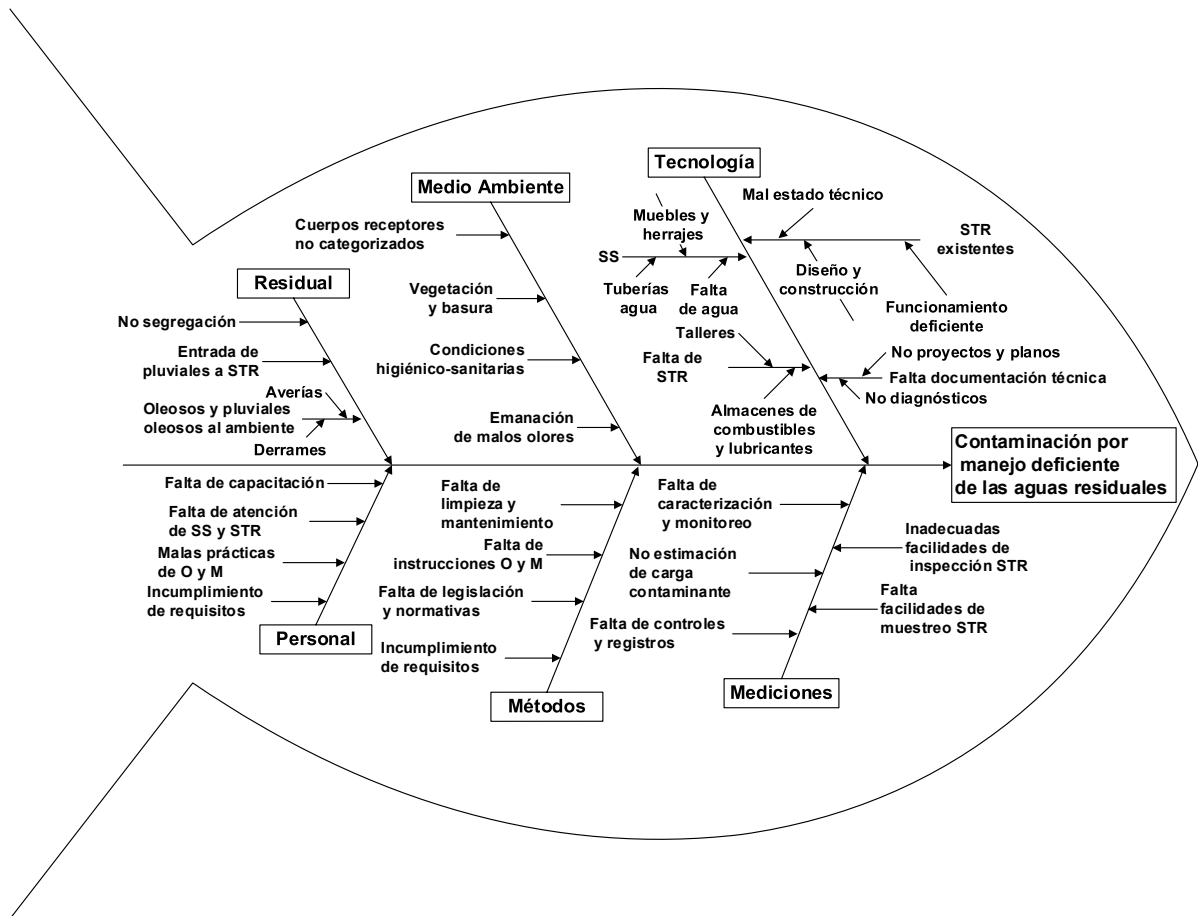 Tecnología
Medio Ambiente
Residual
Cuerpos receptores
no categorizados
Vegetación
y basura
Condiciones
higiénico-sanitarias
Emanación
de malos olores
No segregación
Entrada de
pluviales a STR
Averías
Oleosos y pluviales
oleosos al ambiente
Derrames
Muebles y
herrajes
SS
Tuberías
agua
Falta
de agua
Mal estado técnico
STR
existentes
Diseño y
construcción
Funcionamiento
deficiente
Talleres
Falta de
STR
Almacenes de
combustibles
y lubricantes
No proyectos y planos
Falta documentación técnica
No diagnósticos
Contaminación por
manejo deficiente
de las aguas residuales
Falta de capacitación
Falta de atención
de SS y STR
Malas prácticas
de O y M
Incumplimiento
de requisitos
Personal
Falta de
limpieza y
mantenimiento
Falta de
instrucciones O y M
Falta de legislación
y normativas
Incumplimiento
de requisitos
Métodos
Falta de
caracterización
y monitoreo
No estimación
de carga
contaminante
Falta de controles
y registros
Inadecuadas
facilidades de
inspección STR
Falta
facilidades de
muestreo STR
Mediciones